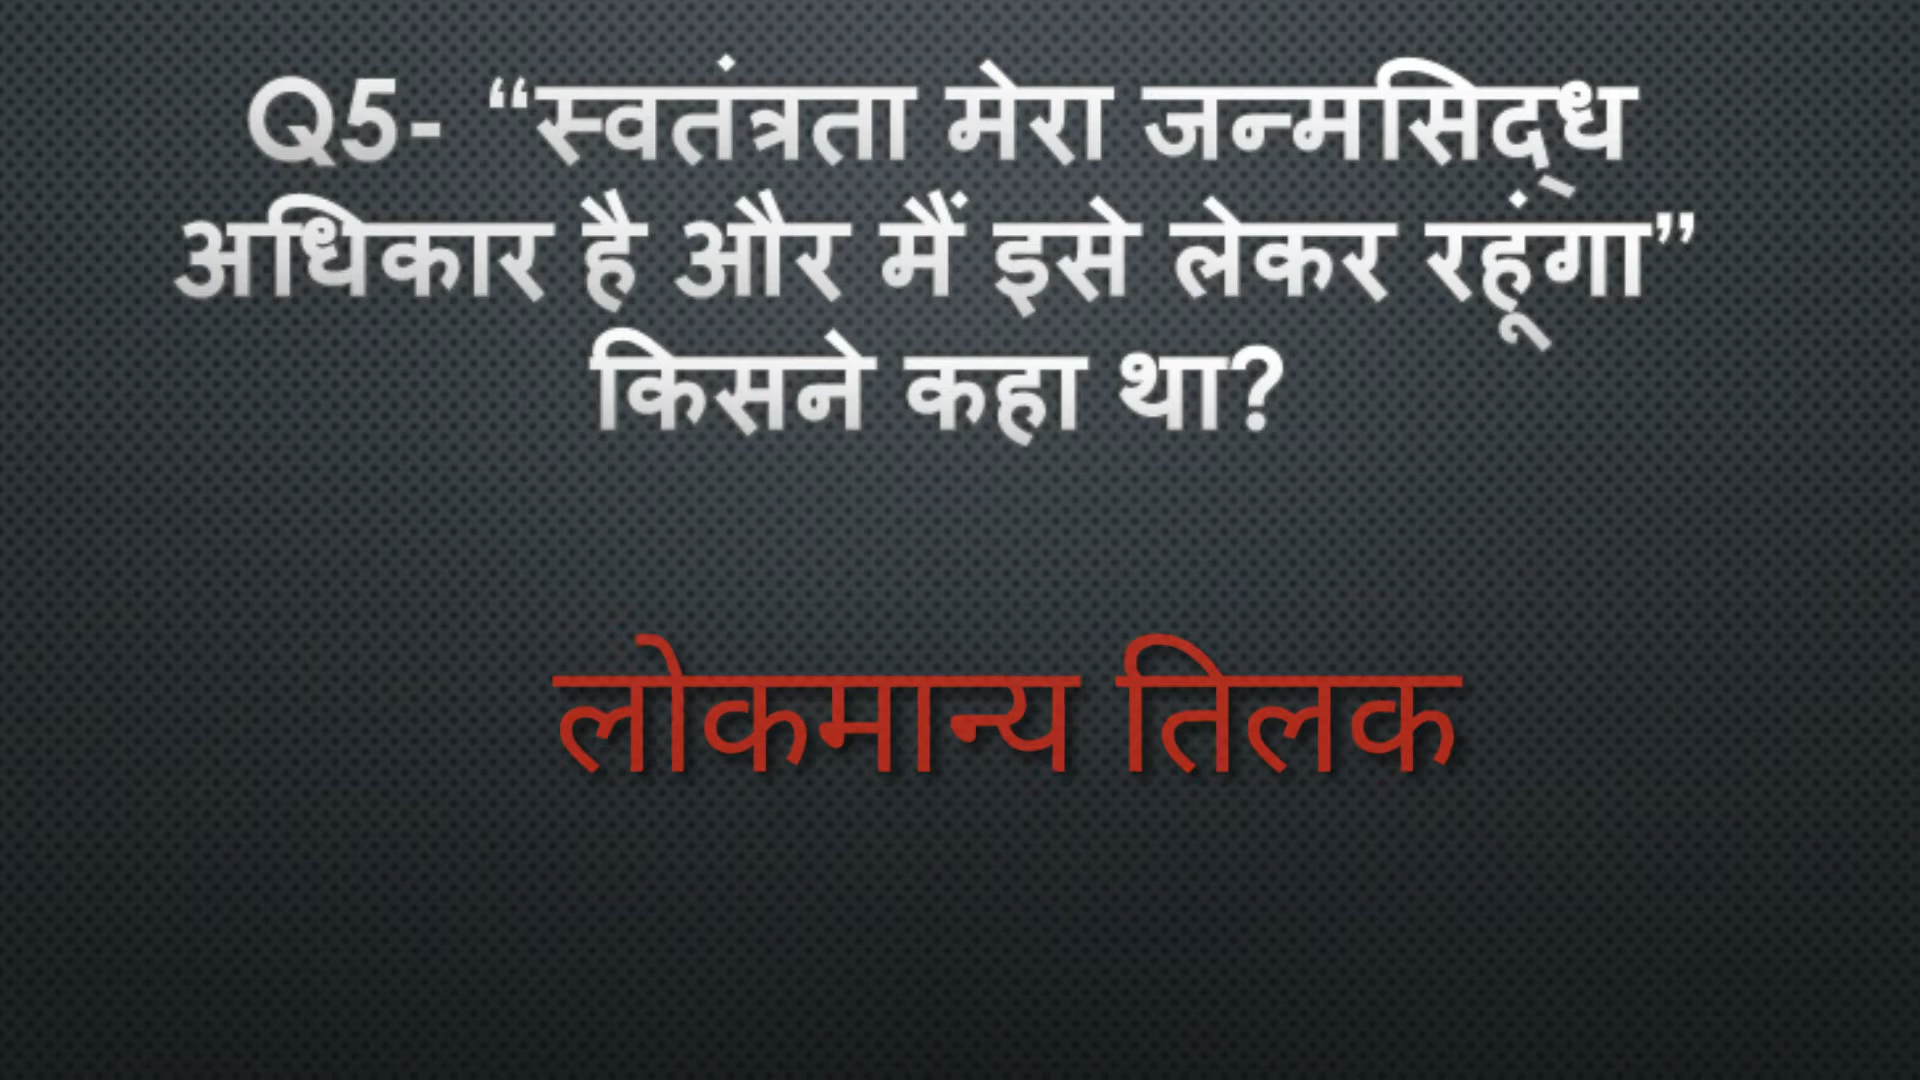 Q5- “स्वतंत्रता मेरा जन्मसिद्ध
अधिकार है और मैं इसे लेकर रहूंगा”
किसने कहा था?
लोकमान्य तिलक